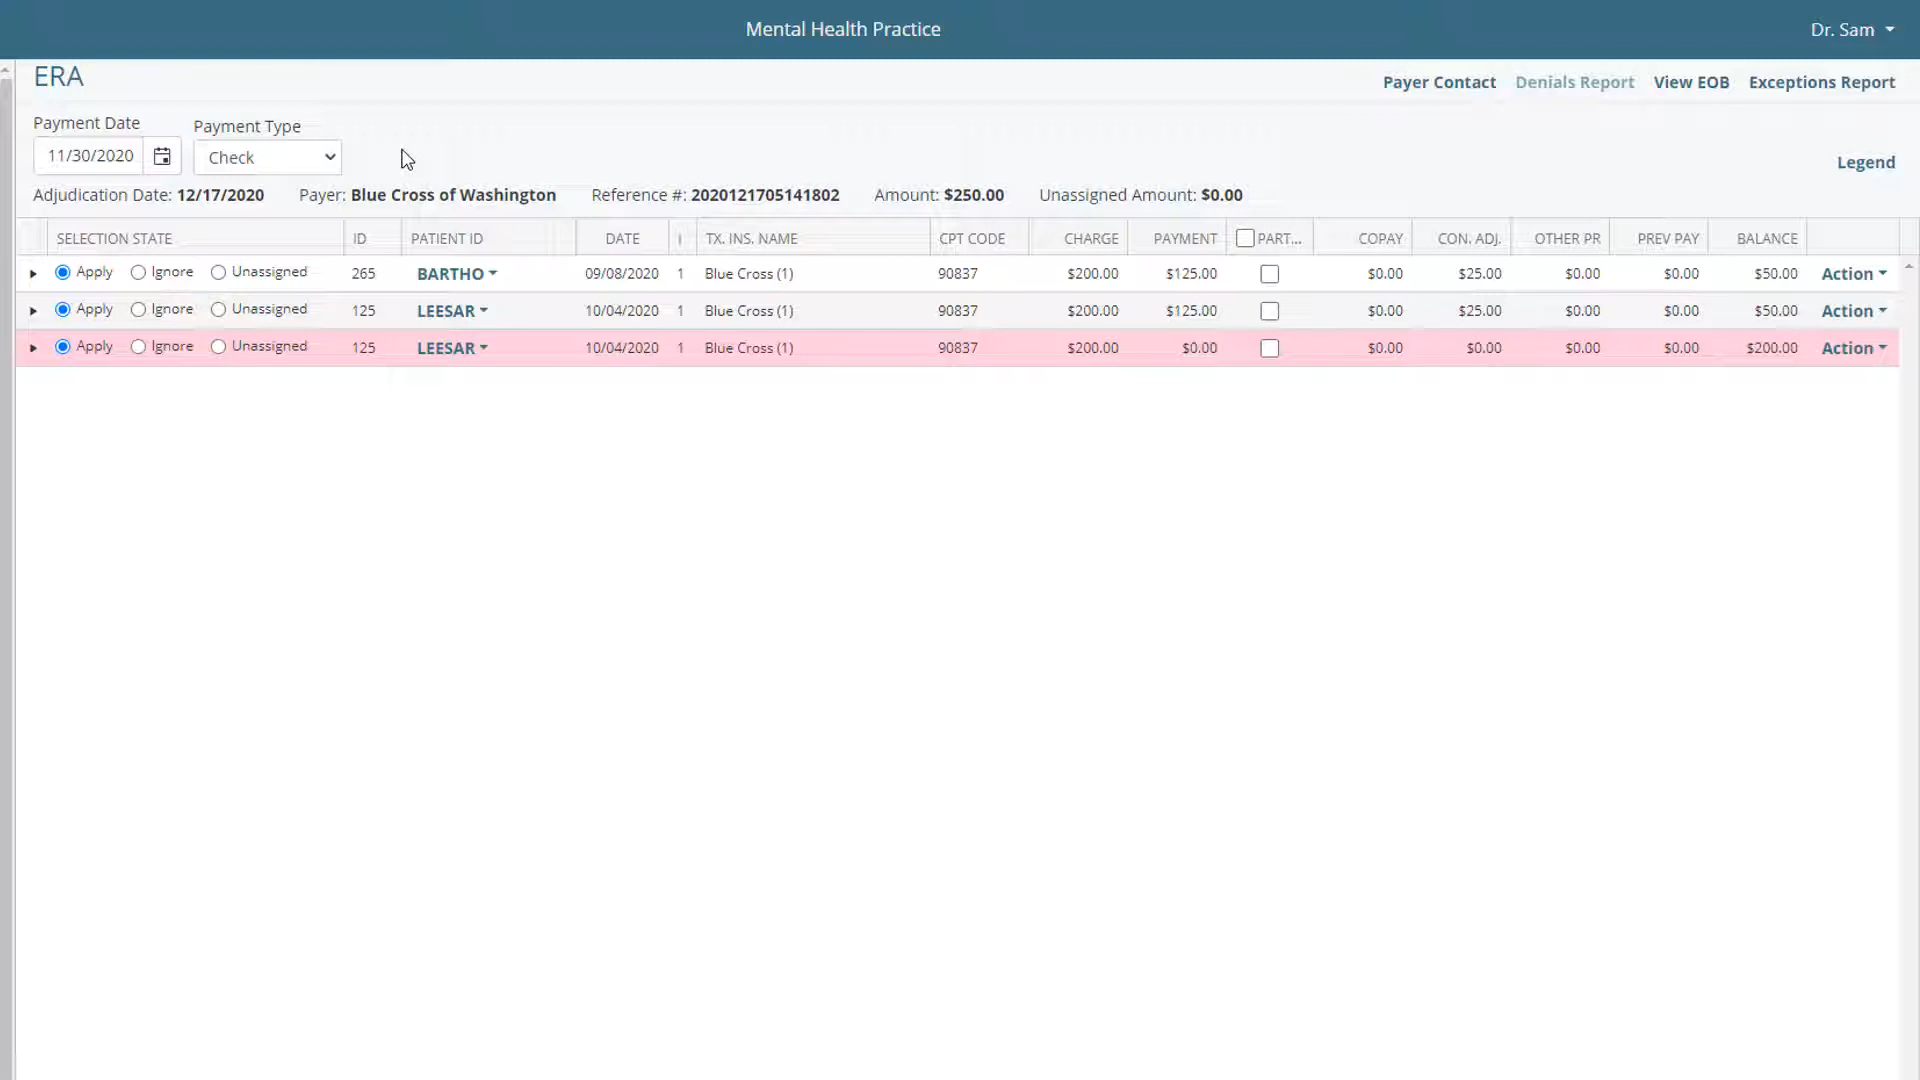 Mental Health Practice
Dr. Sam
ERA
Payer Contact Denials Report View EOB Exceptions Report
Payment Date Payment Type
11/30/2020 Check
Legend
Adjudication Date: 12/17/2020 Payer: Blue Cross of Washington Reference #: 2020121705141802 Amount: $250.00 Unassigned Amount: $0.00
SELECTION STATE ID PATIENT ID DATE I TX. INS. NAME CPT CODE CHARGE PAYMENT PART... COPAY CON. ADJ. OTHER PR PREV PAY BALANCE
Apply Ignore Unassigned 265 BARTHO 09/08/2020 1 Blue Cross (1) 90837 $200.00 $125.00 $0.00 $25.00 $0.00 $0.00 $50.00 Action
Apply Ignore Unassigned 125 LEESAR 10/04/2020 1 Blue Cross (1) 90837 $200.00 $125.00 $0.00 $25.00 $0.00 $0.00 $50.00 Action
Apply Ignore Unassigned 125 LEESAR 10/04/2020 1 Blue Cross (1) 90837 $200.00 $0.00 $0.00 $0.00 $0.00 $0.00 $200.00 Action